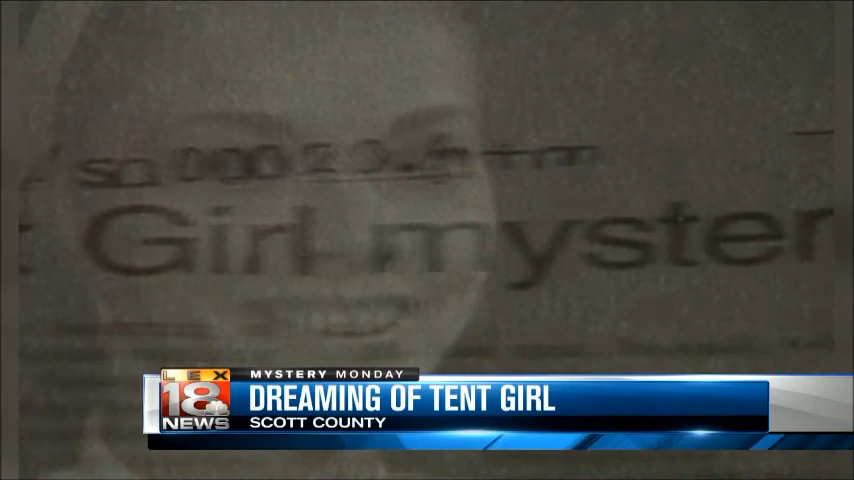 Girl myster
LEX
18
NEWS
MYSTERY MONDAY
DREAMING OF TENT GIRL
SCOTT COUNTY